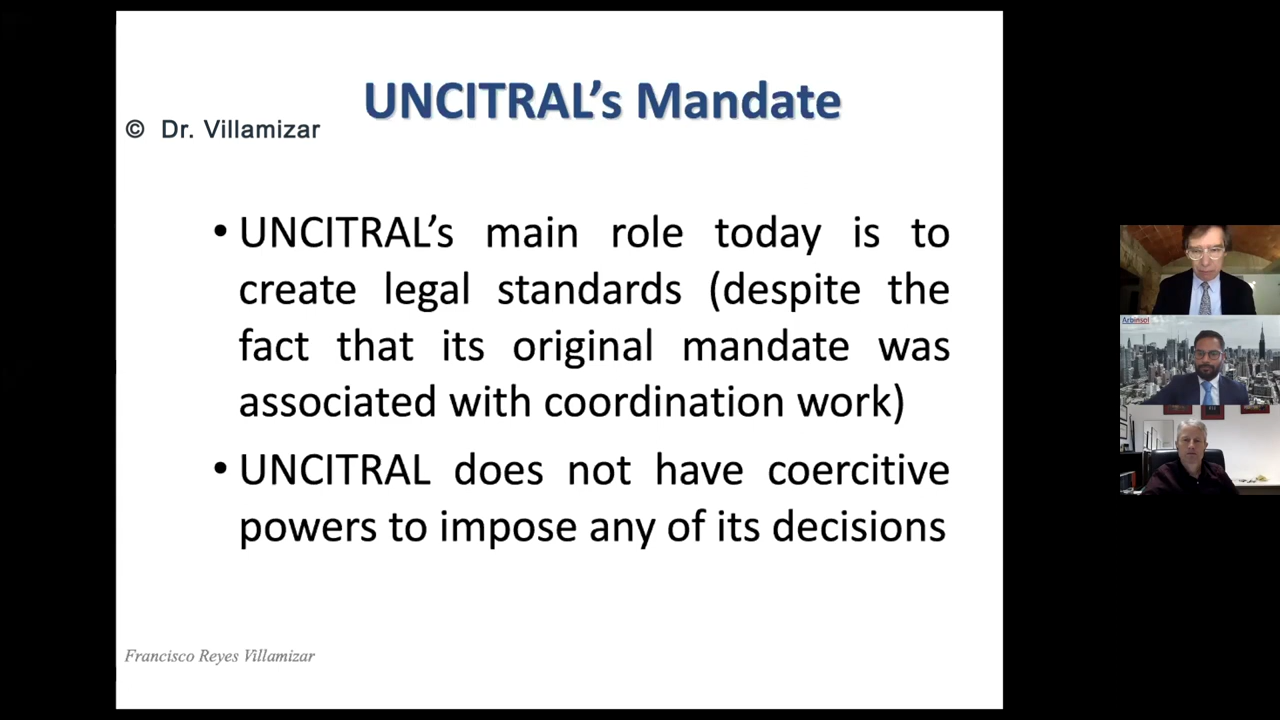 UNCITRAL’s Mandate
© Dr. Villamizar
• UNCITRAL’s main role today is to
create legal standards (despite the
fact that its original mandate was
associated with coordination work)
• UNCITRAL does not have coercitive
powers to impose any of its decisions
Francisco Reyes Villamizar
Arbinsol